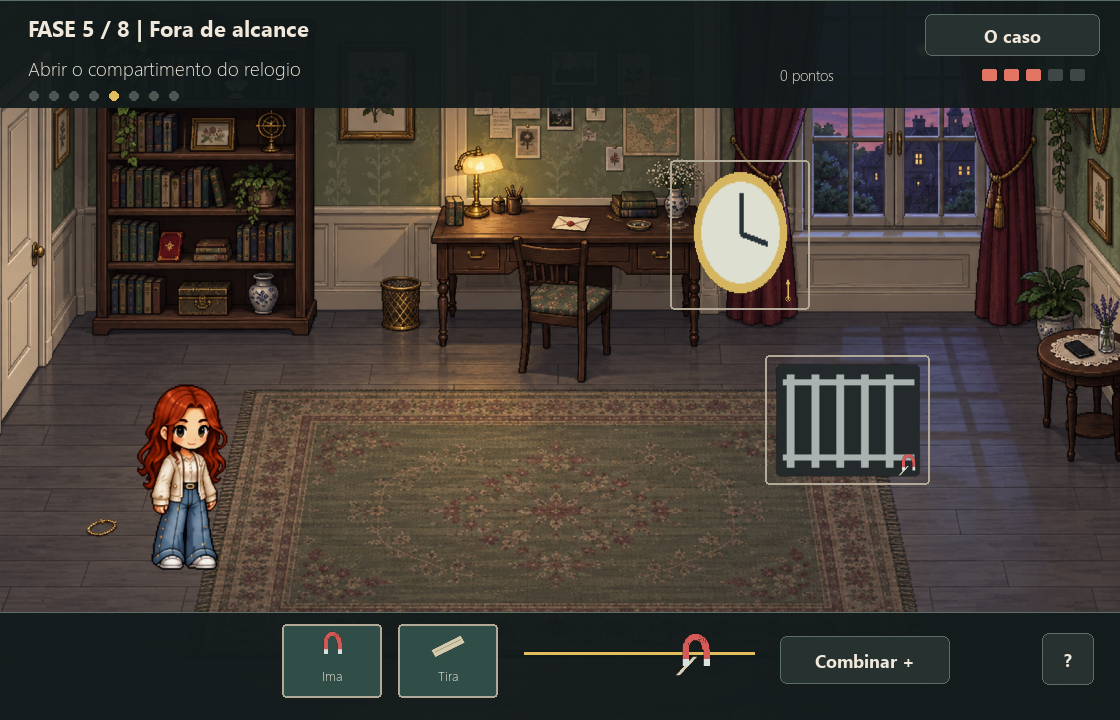 FASE 5 / 8 | Fora de alcance
O caso
Abrir o compartimento do relogio
0 pontos
Ima
Tira
Combinar +
?